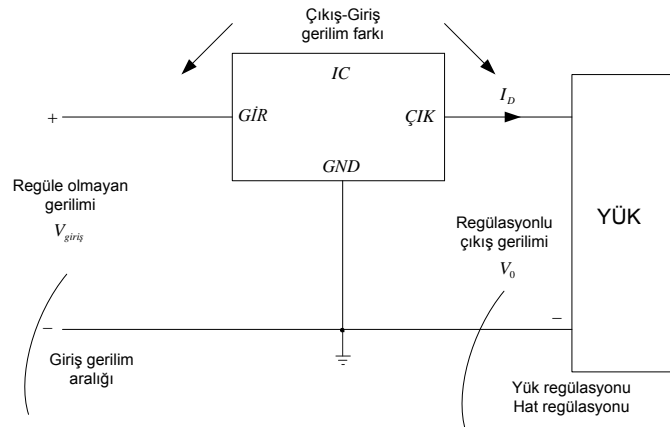 Çıkış-Giriş
gerilim farkı
IC
I_D
+
GİR
ÇIK
GND
Regüle olmayan
gerilimi
V_giriş
Regülasyonlu
çıkış gerilimi
V_0
YÜK
–
–
Giriş gerilim
aralığı
Yük regülasyonu
Hat regülasyonu